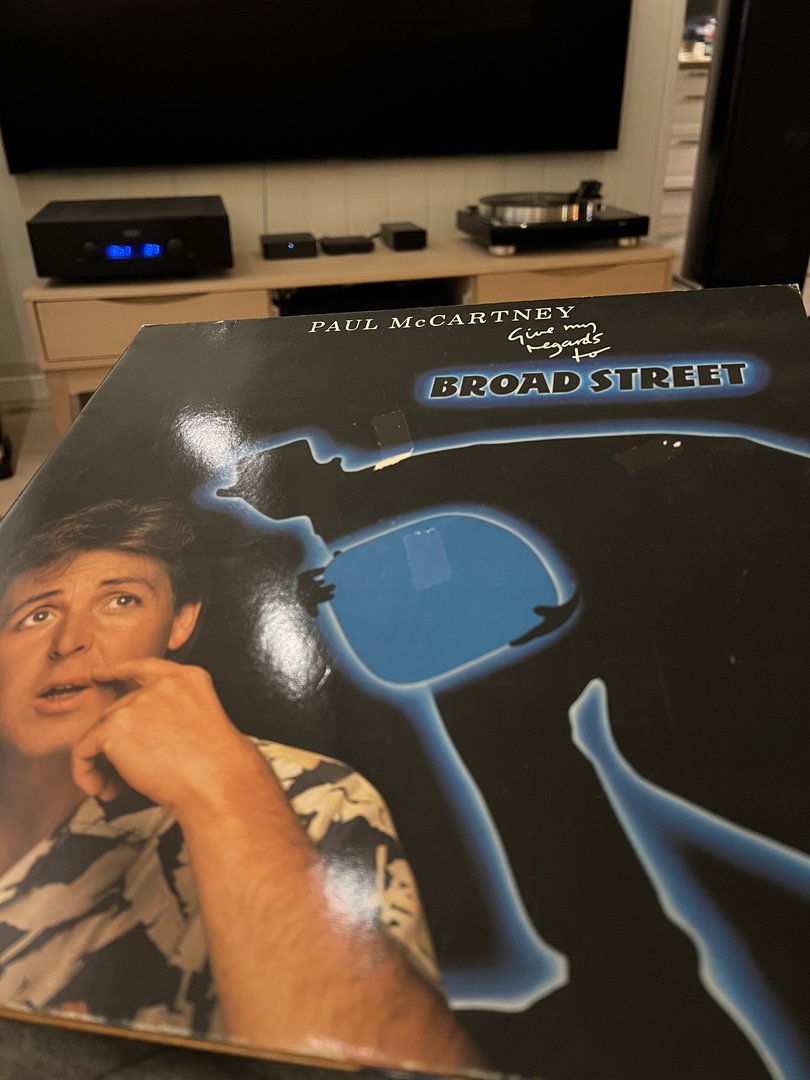 PAUL McCARTNEY
Give my
regards
to
BROAD STREET